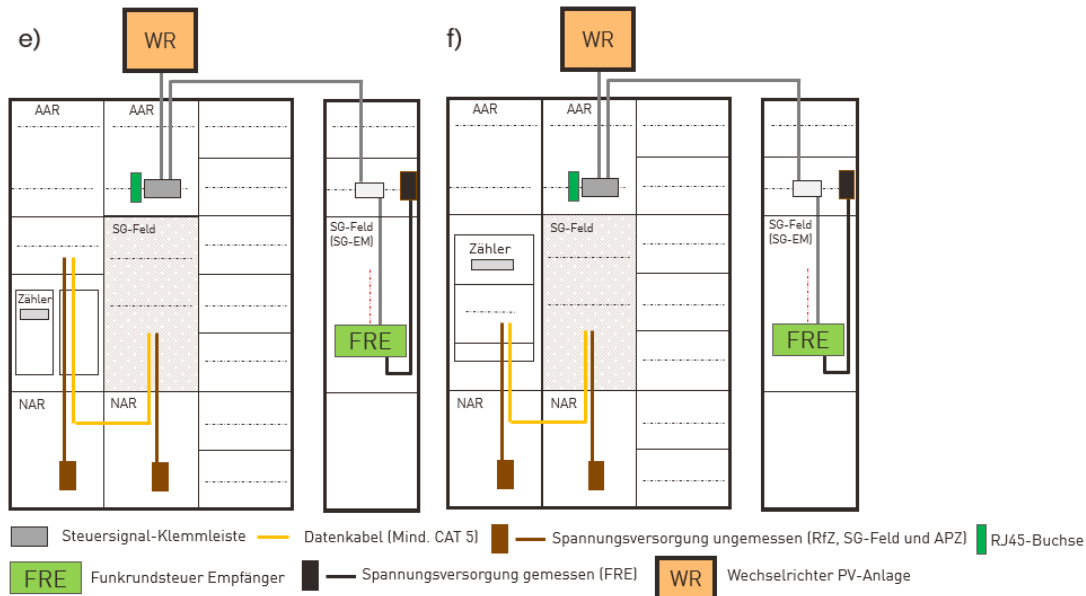 e)
WR
AAR
AAR
SG-Feld
SG-Feld
(SG-EM)
Zähler
FRE
NAR
NAR
f)
WR
AAR
AAR
SG-Feld
SG-Feld
(SG-EM)
Zähler
FRE
NAR
NAR
Steuersignal-Klemmleiste
Datenkabel (Mind. CAT 5)
Spannungsversorgung ungemessen (RfZ, SG-Feld und APZ)
RJ45-Buchse
FRE
Funkrundsteuer Empfänger
Spannungsversorgung gemessen (FRE)
WR
Wechselrichter PV-Anlage